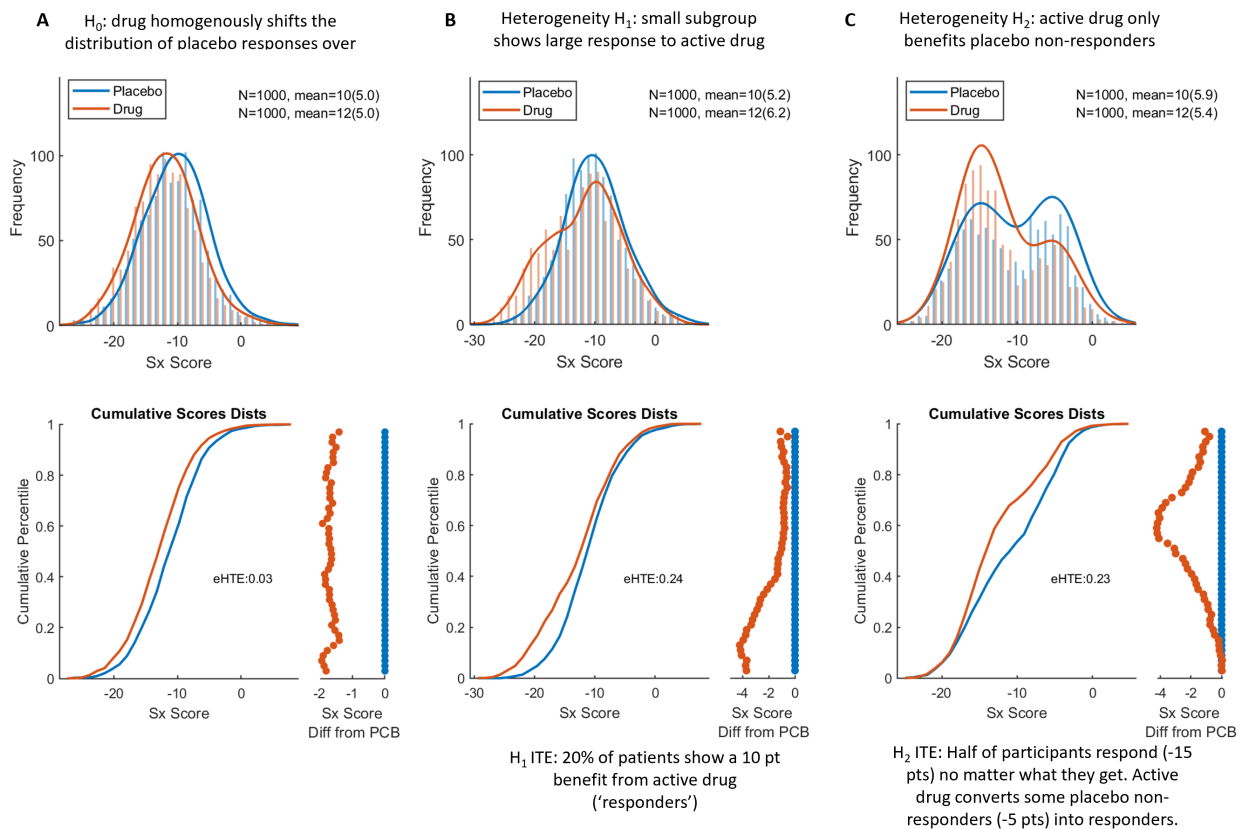 A
H0: drug homogenously shifts the
distribution of placebo responses over
Placebo
Drug
N=1000, mean=10(5.0)
N=1000, mean=12(5.0)
Frequency
100
50
0
-20
-10
0
Sx Score
B
Heterogeneity H1: small subgroup
shows large response to active drug
Placebo
Drug
N=1000, mean=10(5.2)
N=1000, mean=12(6.2)
Frequency
100
50
0
-30
-20
-10
0
Sx Score
C
Heterogeneity H2: active drug only
benefits placebo non-responders
Placebo
Drug
N=1000, mean=10(5.9)
N=1000, mean=12(5.4)
Frequency
100
50
0
-20
-10
0
Sx Score
Cumulative Scores Dists
Cumulative Percentile
1
0.8
0.6
0.4
0.2
0
eHTE:0.03
-20
-10
0
Sx Score
-2
-1
0
Sx Score
Diff from PCB
Cumulative Scores Dists
Cumulative Percentile
1
0.8
0.6
0.4
0.2
0
eHTE:0.24
-30
-20
-10
0
Sx Score
-4
-2
0
Sx Score
Diff from PCB
H1 ITE: 20% of patients show a 10 pt
benefit from active drug
(‘responders’)
Cumulative Scores Dists
Cumulative Percentile
1
0.8
0.6
0.4
0.2
0
eHTE:0.23
-20
-10
0
Sx Score
-4
-2
0
Sx Score
Diff from PCB
H2 ITE: Half of participants respond (-15
pts) no matter what they get. Active
drug converts some placebo non-
responders (-5 pts) into responders.